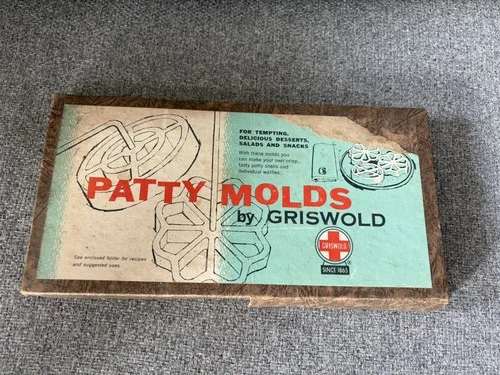 FOR TEMPTING,
DELICIOUS DESSERTS,
SALADS AND SNACKS
With these molds you
can make your own crisp,
tasty patty shells and
individual waffles.
PATTY MOLDS
by GRISWOLD
GRISWOLD
SINCE 1865
See enclosed folder for recipes
and suggested uses.